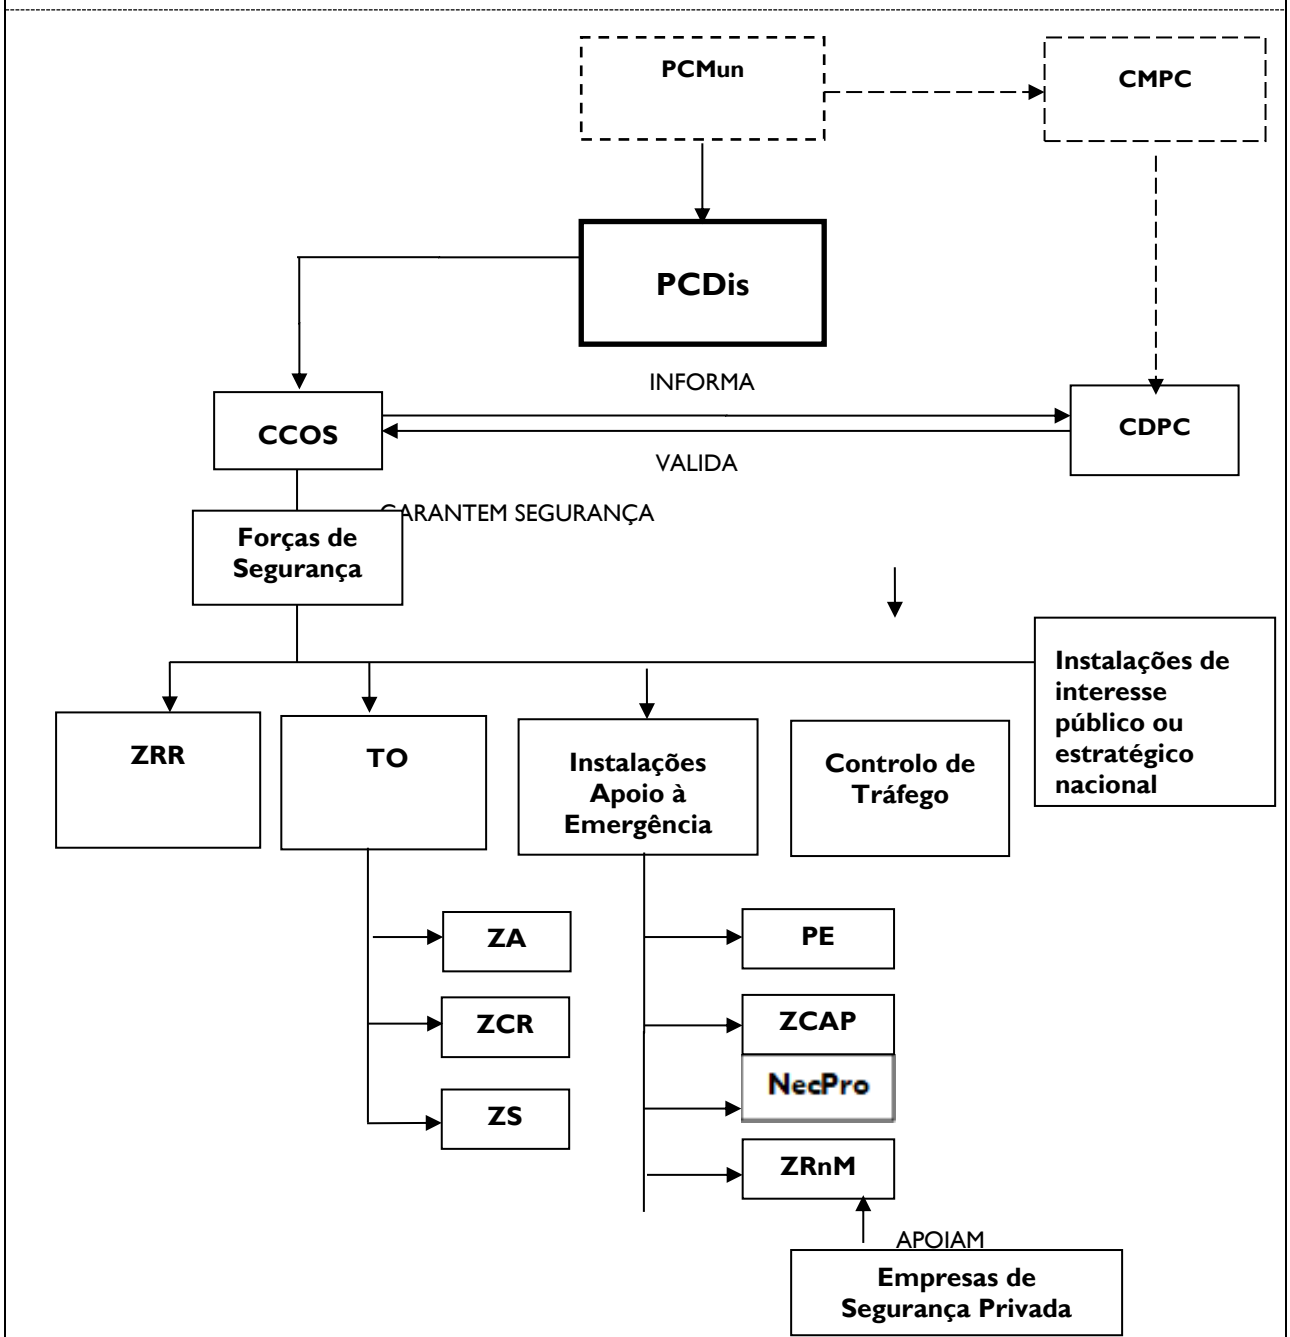 PCMun
CMPC
PCDis
INFORMA
CCOS
CDPC
VALIDA
GARANTEM SEGURANÇA
Forças de
Segurança
ZRR
TO
Instalações
Apoio à
Emergência
Controlo de
Tráfego
Instalações de
interesse
público ou
estratégico
nacional
ZA
PE
ZCR
ZCAP
NecPro
ZS
ZRnM
APOIAM
Empresas de
Segurança Privada